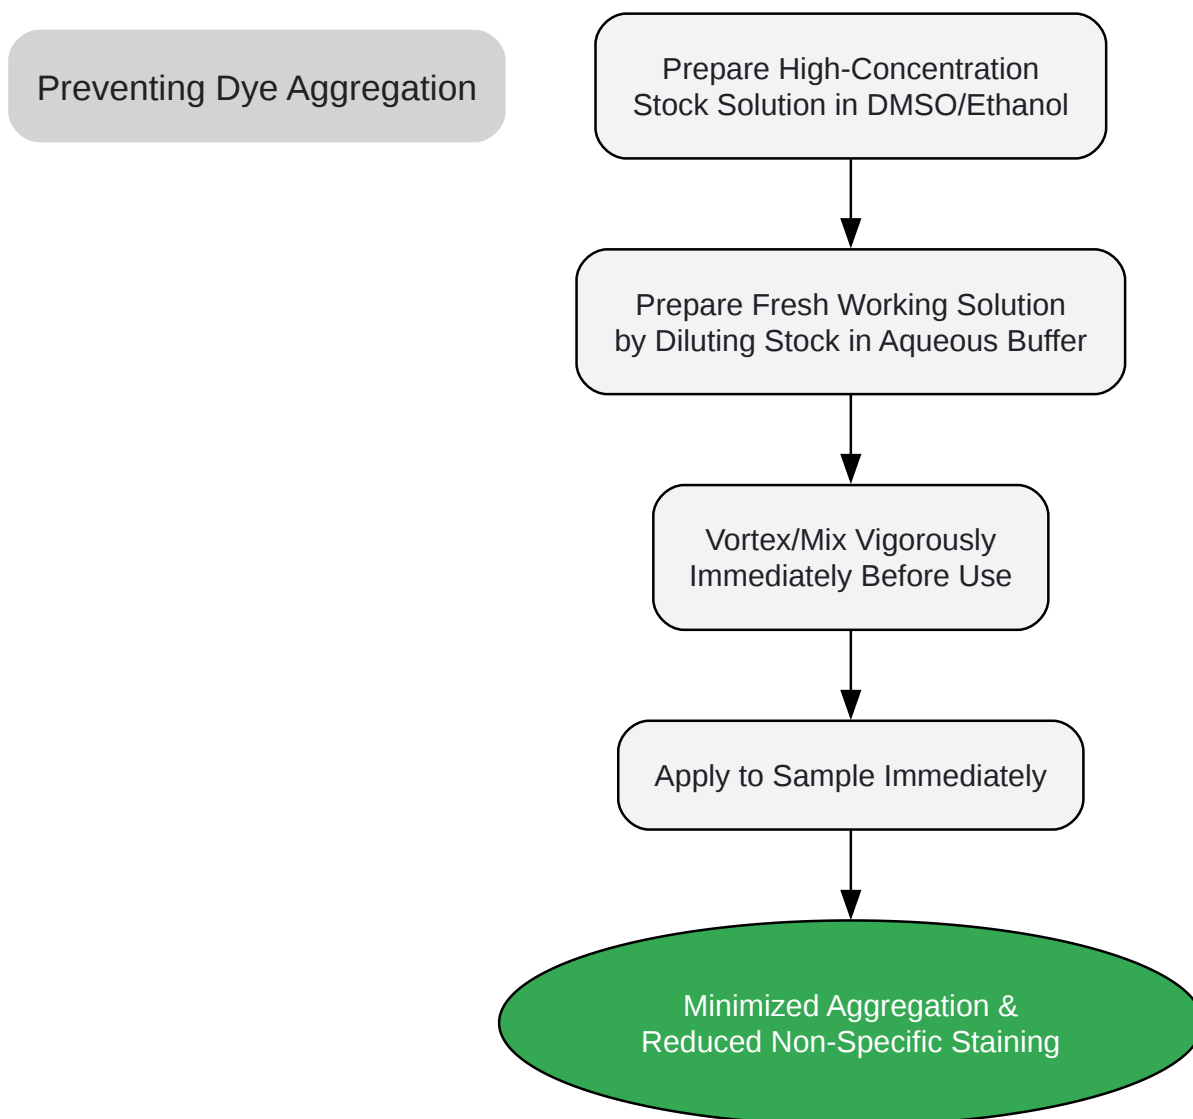 Preventing Dye Aggregation
Prepare High-Concentration
Stock Solution in DMSO/Ethanol
Prepare Fresh Working Solution
by Diluting Stock in Aqueous Buffer
Vortex/Mix Vigorously
Immediately Before Use
Apply to Sample Immediately
Minimized Aggregation &
Reduced Non-Specific Staining